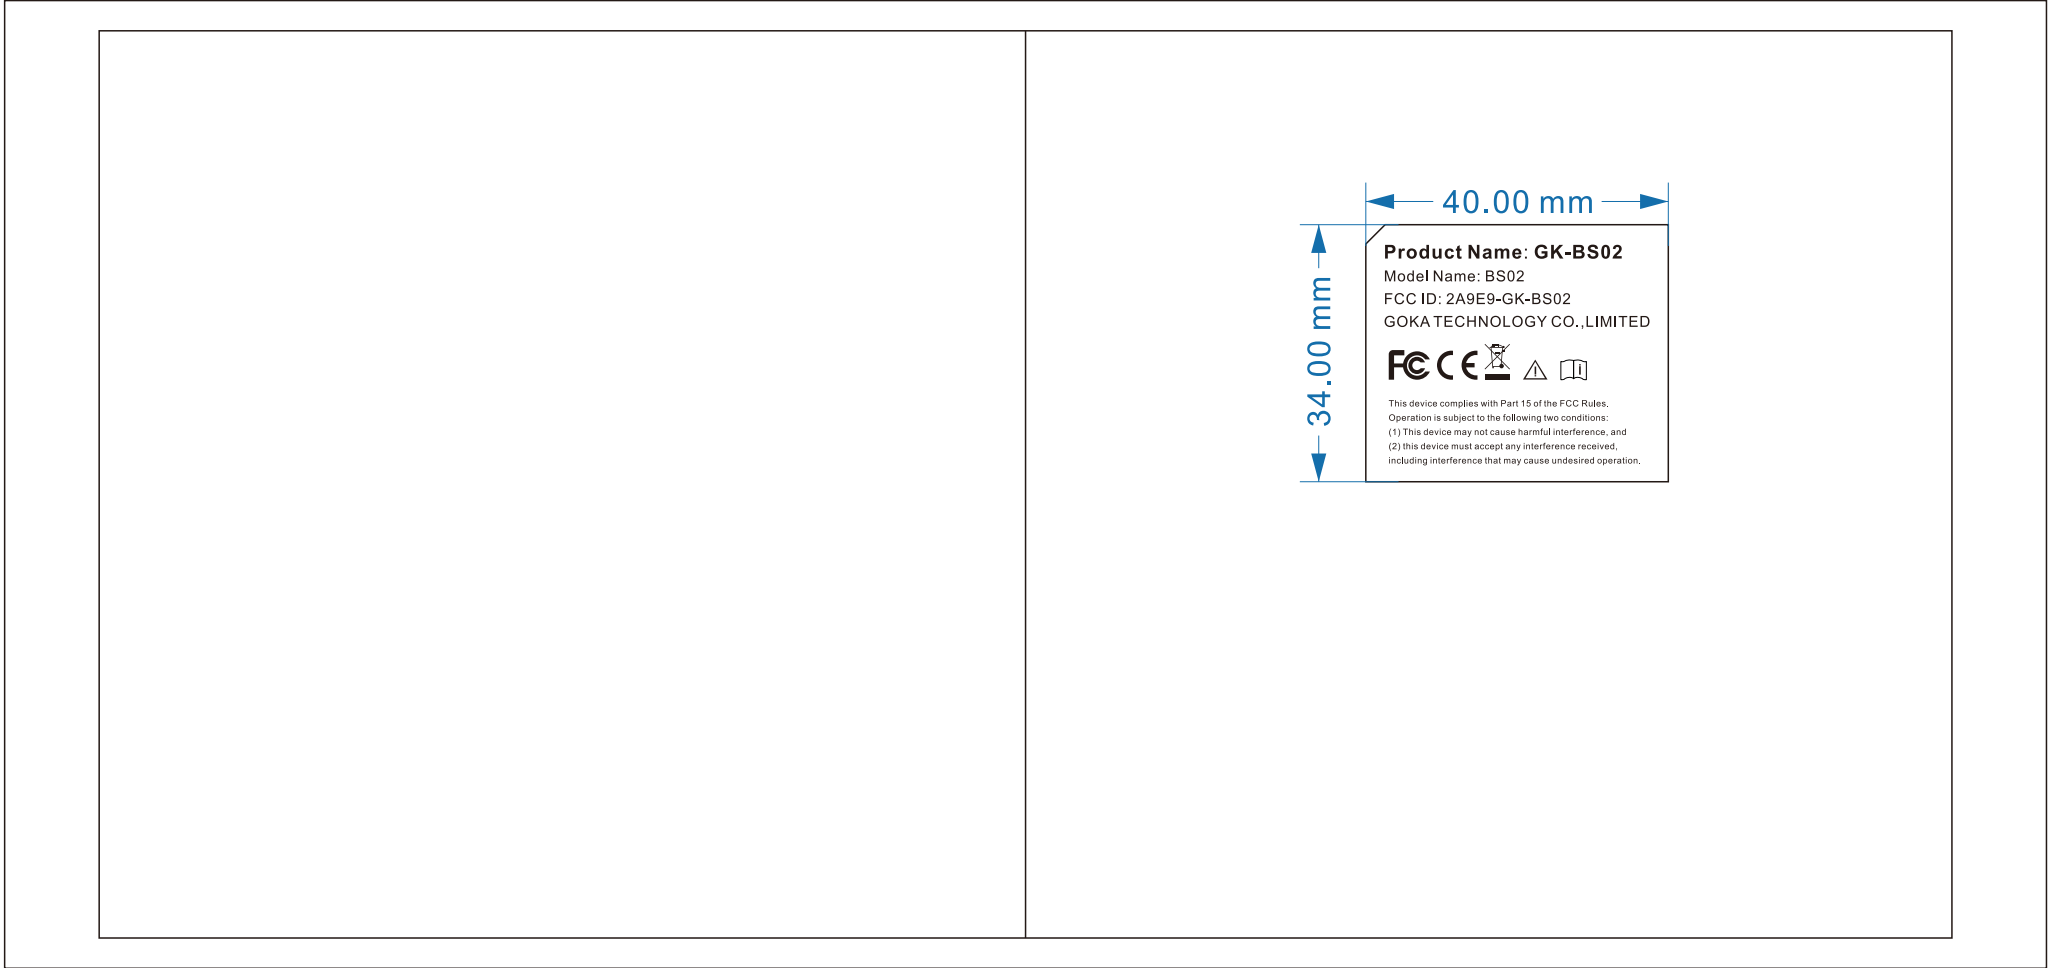 40.00 mm
34.00 mm
Product Name: GK-BS02
Model Name: BS02
FCC ID: 2A9E9-GK-BS02
GOKA TECHNOLOGY CO.,LIMITED
FC CE
This device complies with Part 15 of the FCC Rules.
Operation is subject to the following two conditions:
(1) This device may not cause harmful interference, and
(2) this device must accept any interference received,
including interference that may cause undesired operation.